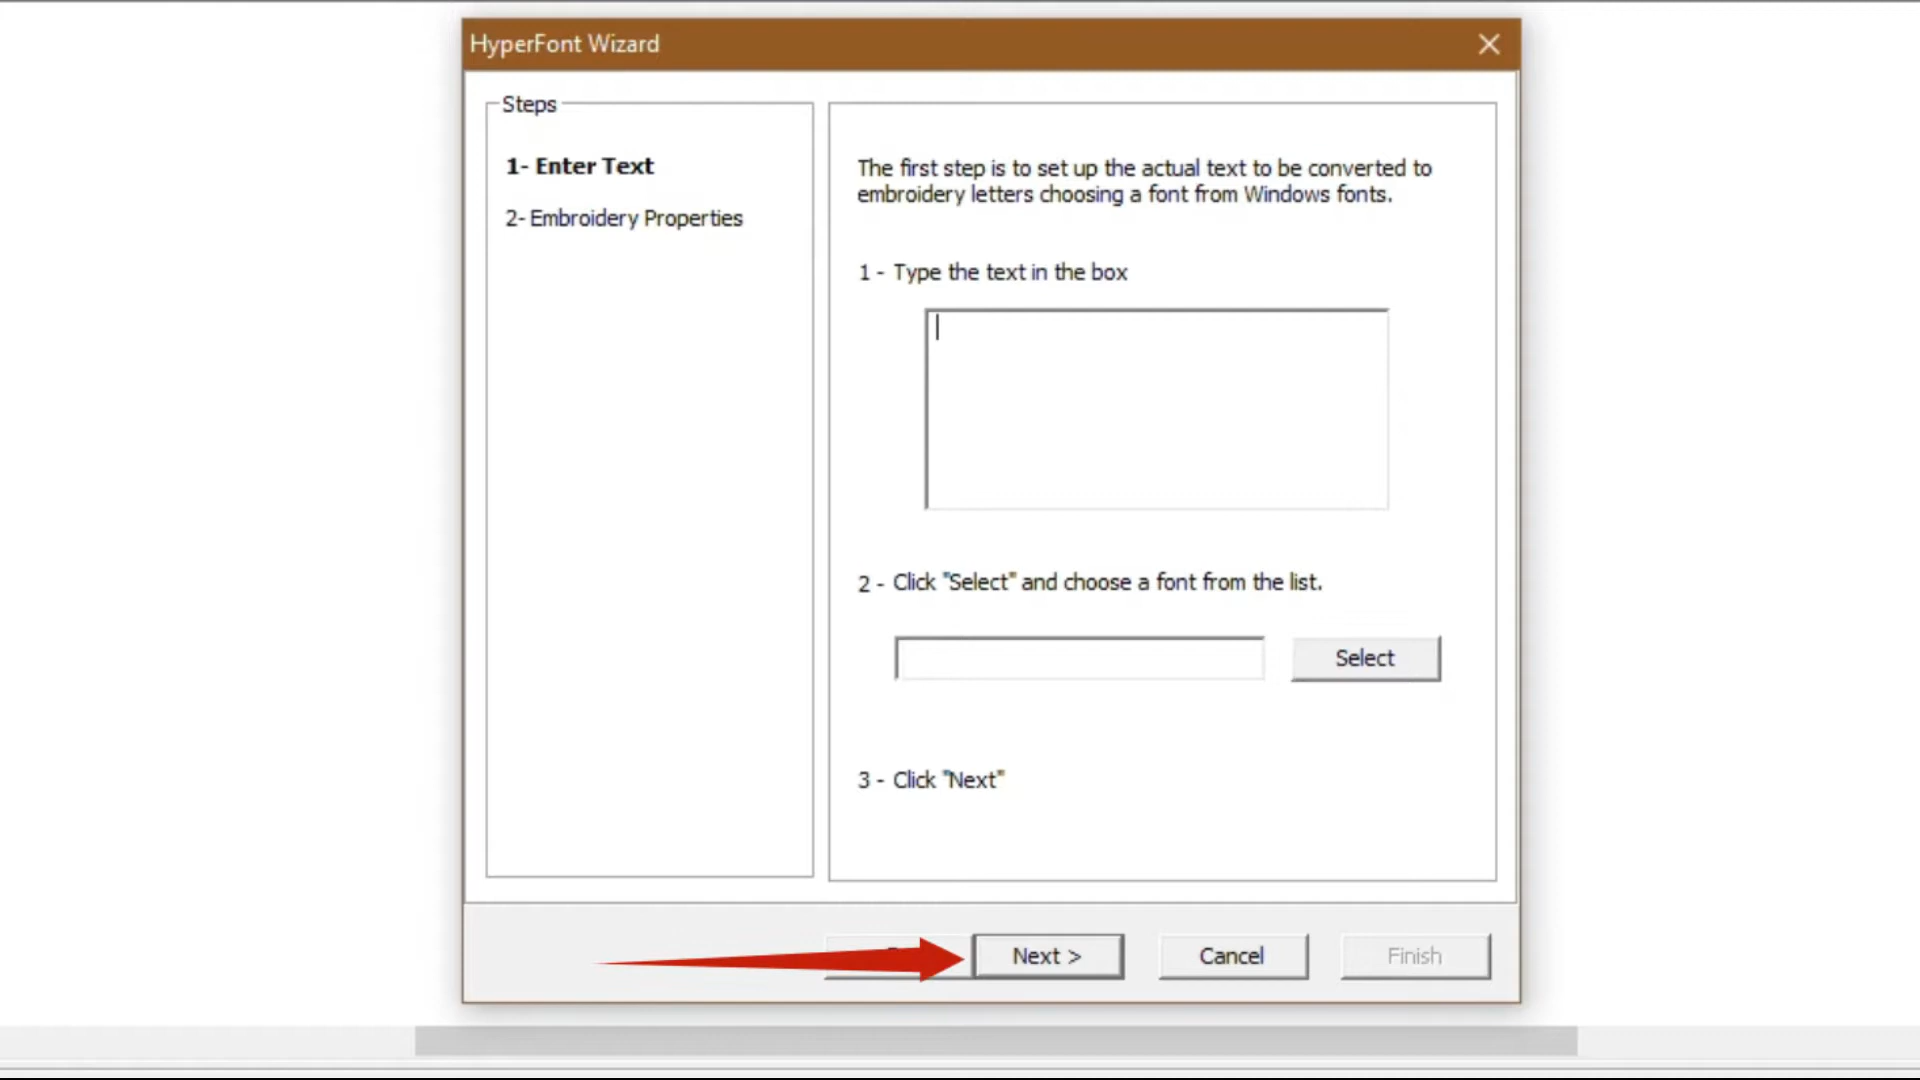 HyperFont Wizard
Steps
1- Enter Text
2- Embroidery Properties
The first step is to set up the actual text to be converted to
embroidery letters choosing a font from Windows fonts.
1 - Type the text in the box
2 - Click "Select" and choose a font from the list.
Select
3 - Click "Next"
Next >
Cancel
Finish